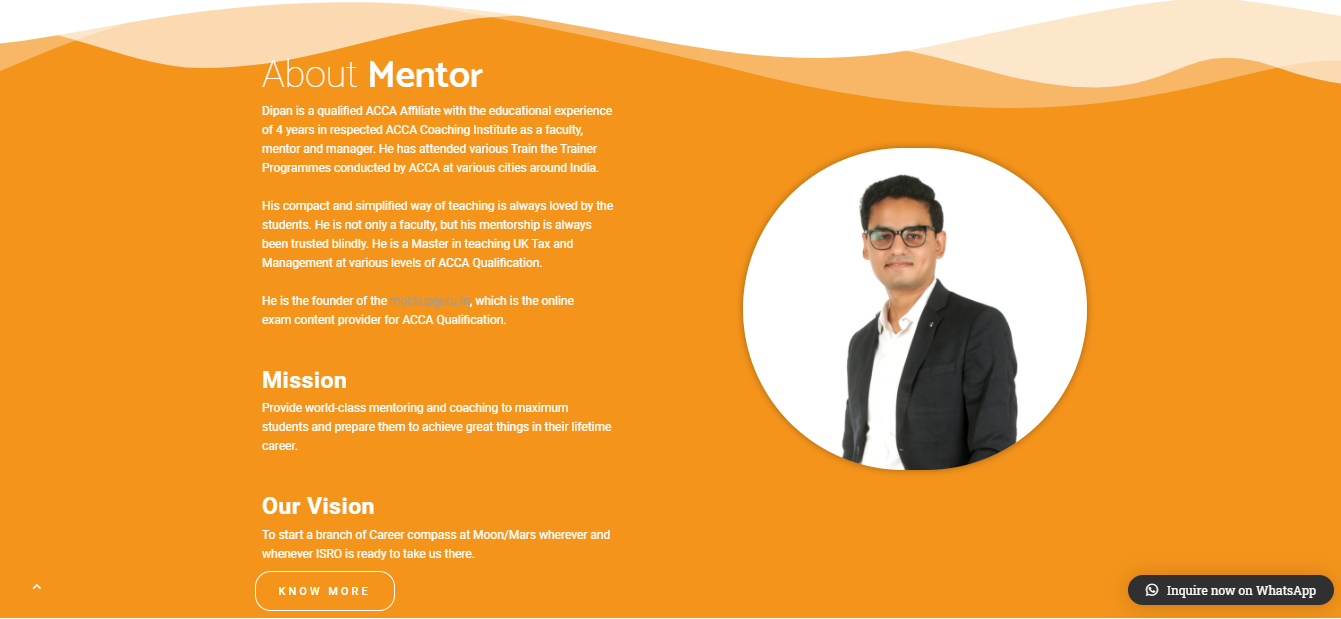 About Mentor
Dipan is a qualified ACCA Affiliate with the educational experience
of 4 years in respected ACCA Coaching Institute as a faculty,
mentor and manager. He has attended various Train the Trainer
Programmes conducted by ACCA at various cities around India.
His compact and simplified way of teaching is always loved by the
students. He is not only a faculty, but his mentorship is always
been trusted blindly. He is a Master in teaching UK Tax and
Management at various levels of ACCA Qualification.
He is the founder of the , which is the online
exam content provider for ACCA Qualification.
Mission
Provide world-class mentoring and coaching to maximum
students and prepare them to achieve great things in their lifetime
career.
Our Vision
To start a branch of Career compass at Moon/Mars wherever and
whenever ISRO is ready to take us there.
KNOW MORE
Inquire now on WhatsApp